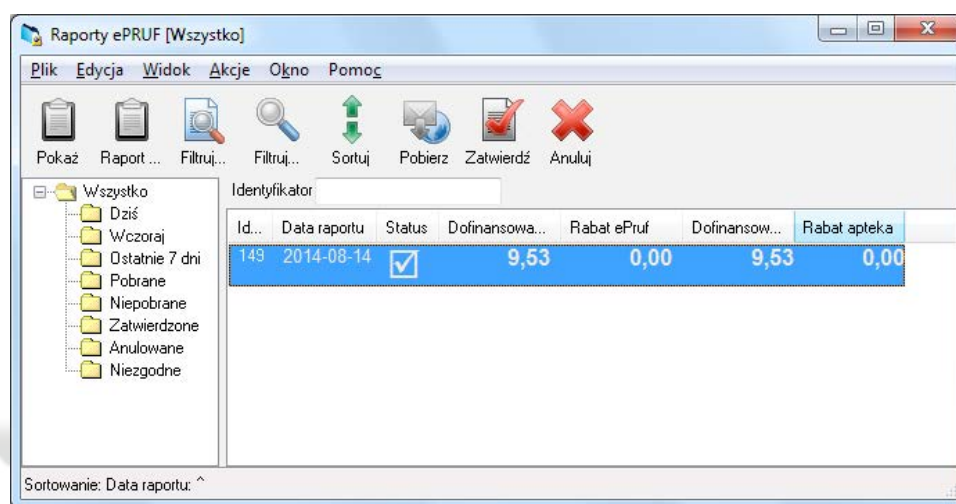 Raporty ePRUF [Wszystko]
Plik Edycja Widok Akcje Okno Pomoc
Pokaż Raport ... Filtruj... Filtruj... Sortuj Pobierz Zatwierdź Anuluj
Wszystko
Dziś
Wczoraj
Ostatnie 7 dni
Pobrane
Niepobrane
Zatwierdzone
Anulowane
Niezgodne
Identyfikator
Id... Data raportu Status Dofinansowa... Rabat ePruf Dofinansow... Rabat apteka
149 2014-08-14 9,53 0,00 9,53 0,00
Sortowanie: Data raportu: ^